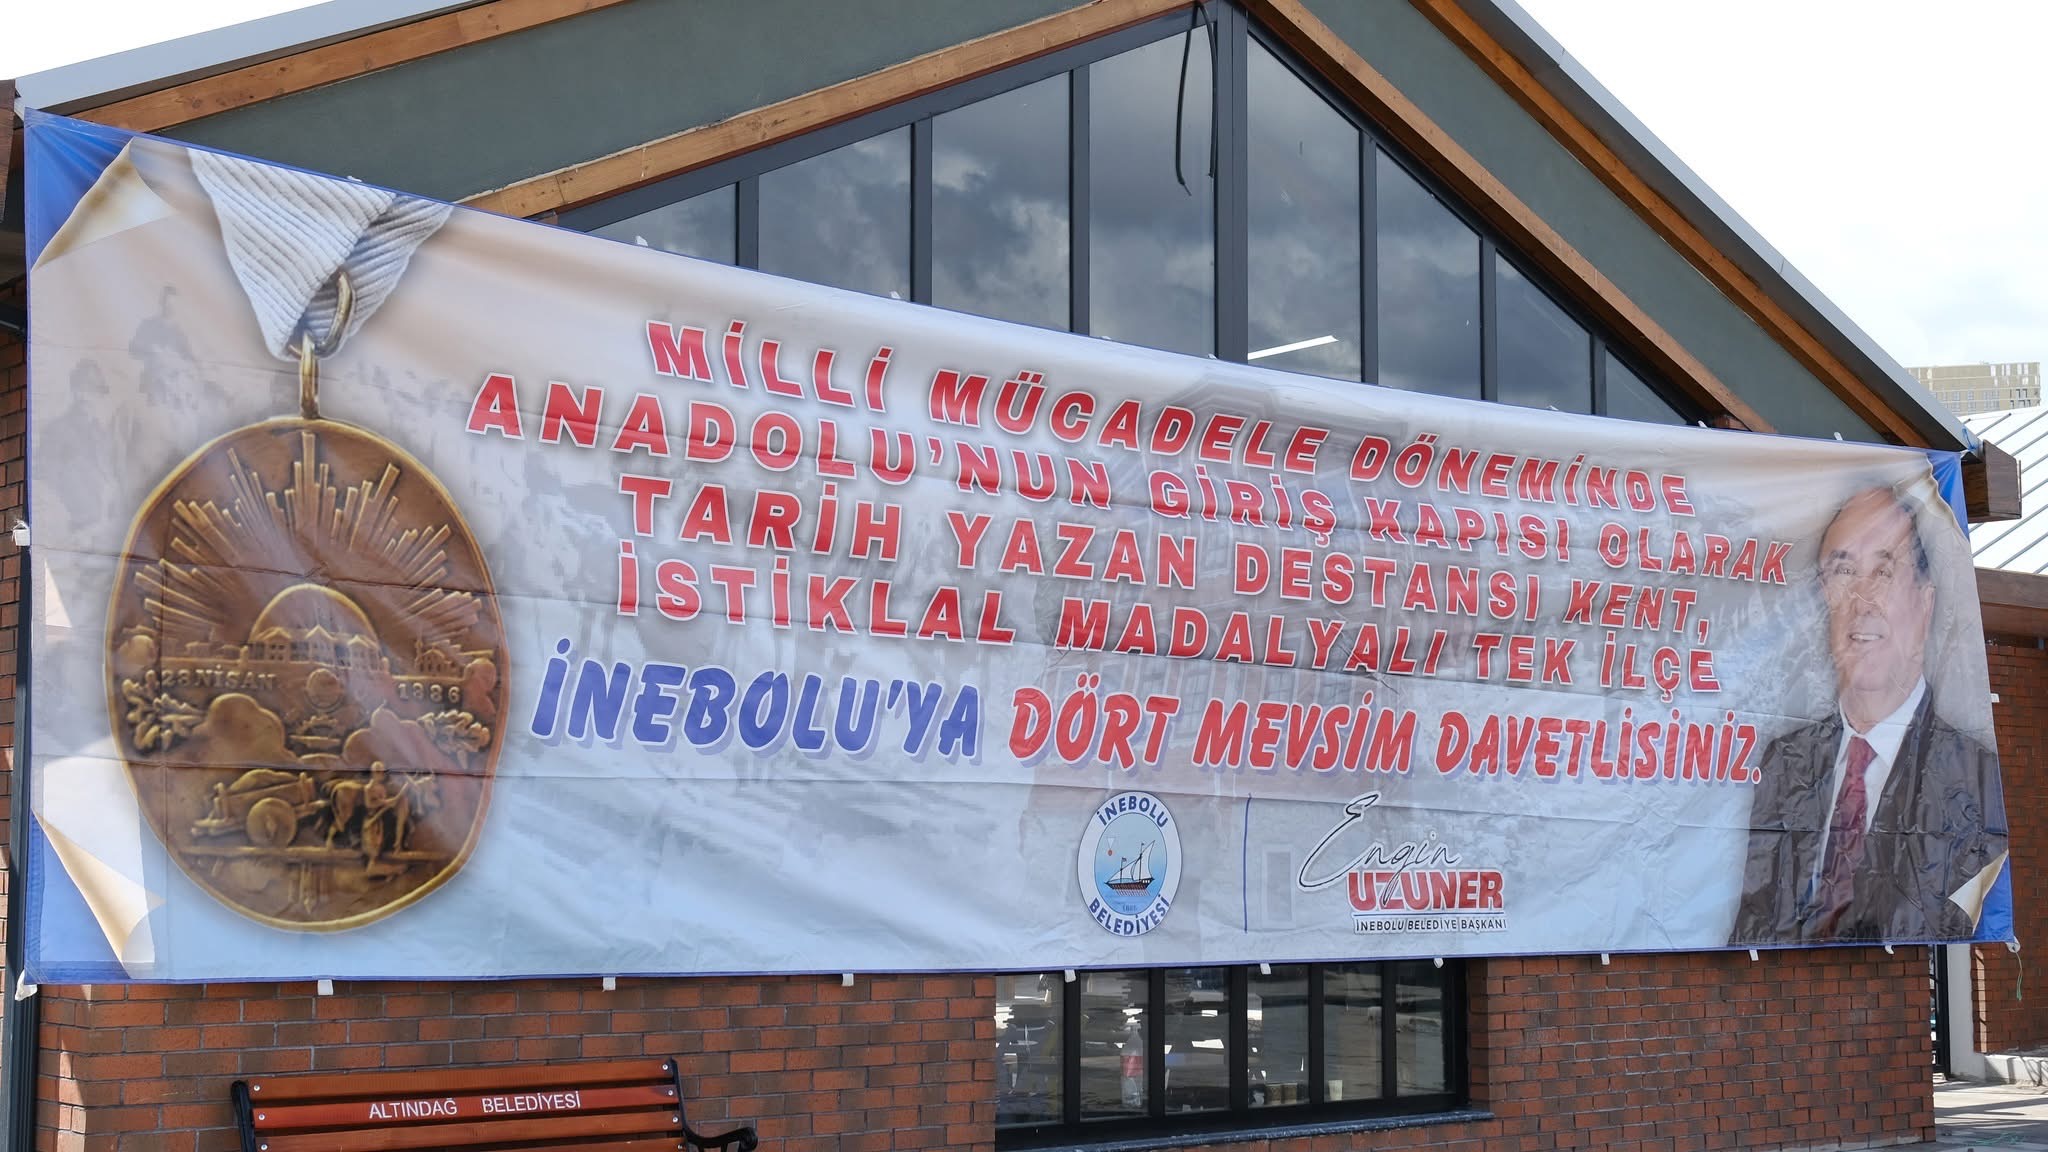 MİLLİ MÜCADELE DÖNEMİNDE
ANADOLU'NUN GİRİŞ KAPISI OLARAK
TARİH YAZAN DESTANSI KENT,
İSTİKLAL MADALYALI TEK İLÇE
İNEBOLU'YA DÖRT MEVSİM DAVETLİSİNİZ.
23 NİSAN 1336
İNEBOLU
BELEDİYESİ
Engin
UZUNER
İNEBOLU BELEDİYE BAŞKANI
ALTINDAĞ BELEDİYESİ